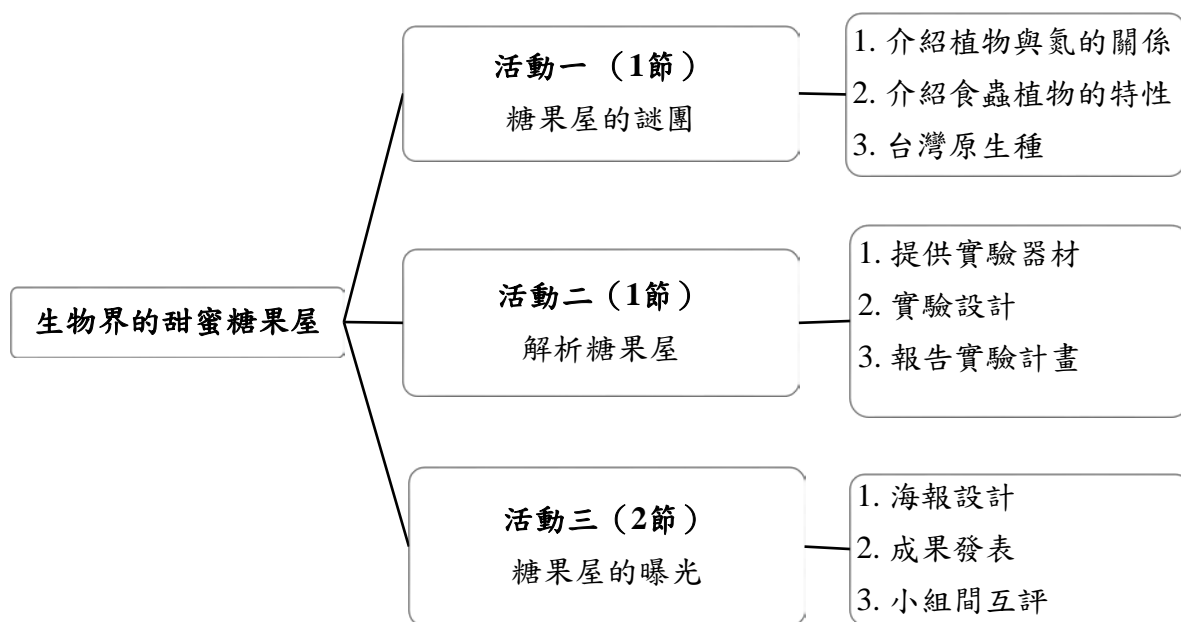 生物界的甜蜜糖果屋
活動一（1節）
糖果屋的謎團
1. 介紹植物與氮的關係
2. 介紹食蟲植物的特性
3. 台灣原生種
活動二（1節）
解析糖果屋
1. 提供實驗器材
2. 實驗設計
3. 報告實驗計畫
活動三（2節）
糖果屋的曝光
1. 海報設計
2. 成果發表
3. 小組間互評